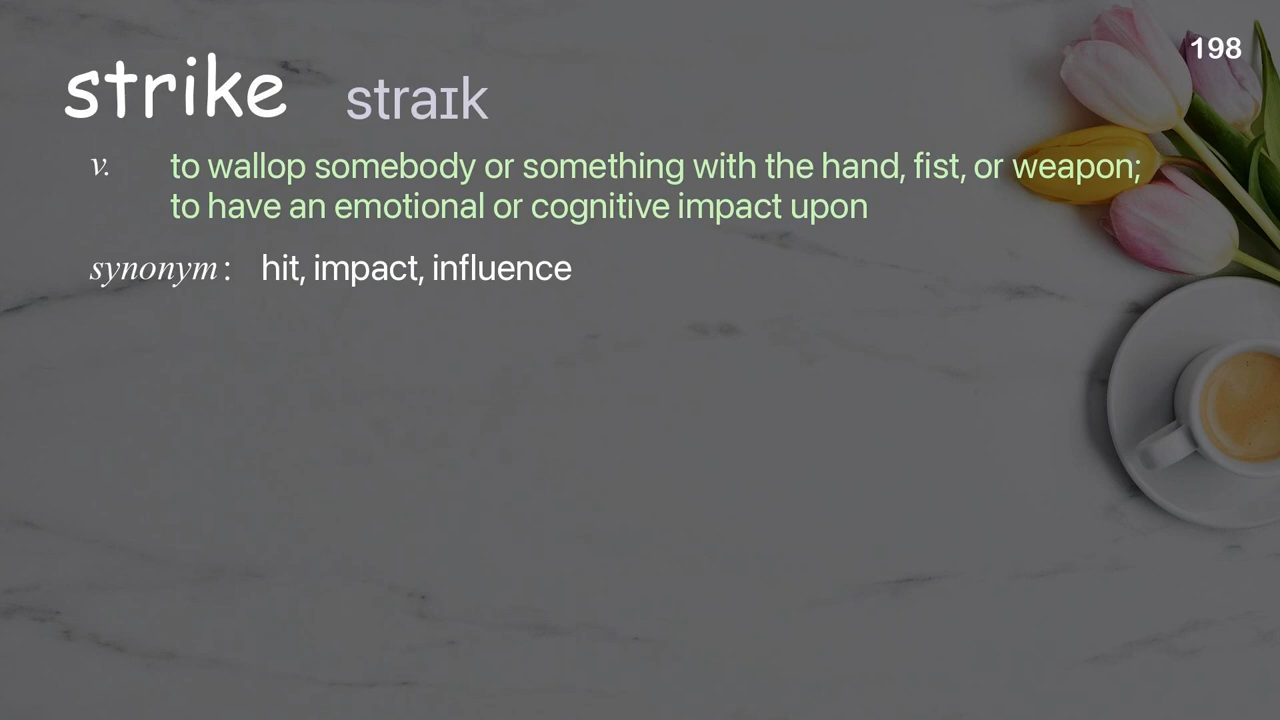 198
strike straɪk
v. to wallop somebody or something with the hand, fist, or weapon;
to have an emotional or cognitive impact upon
synonym: hit, impact, influence